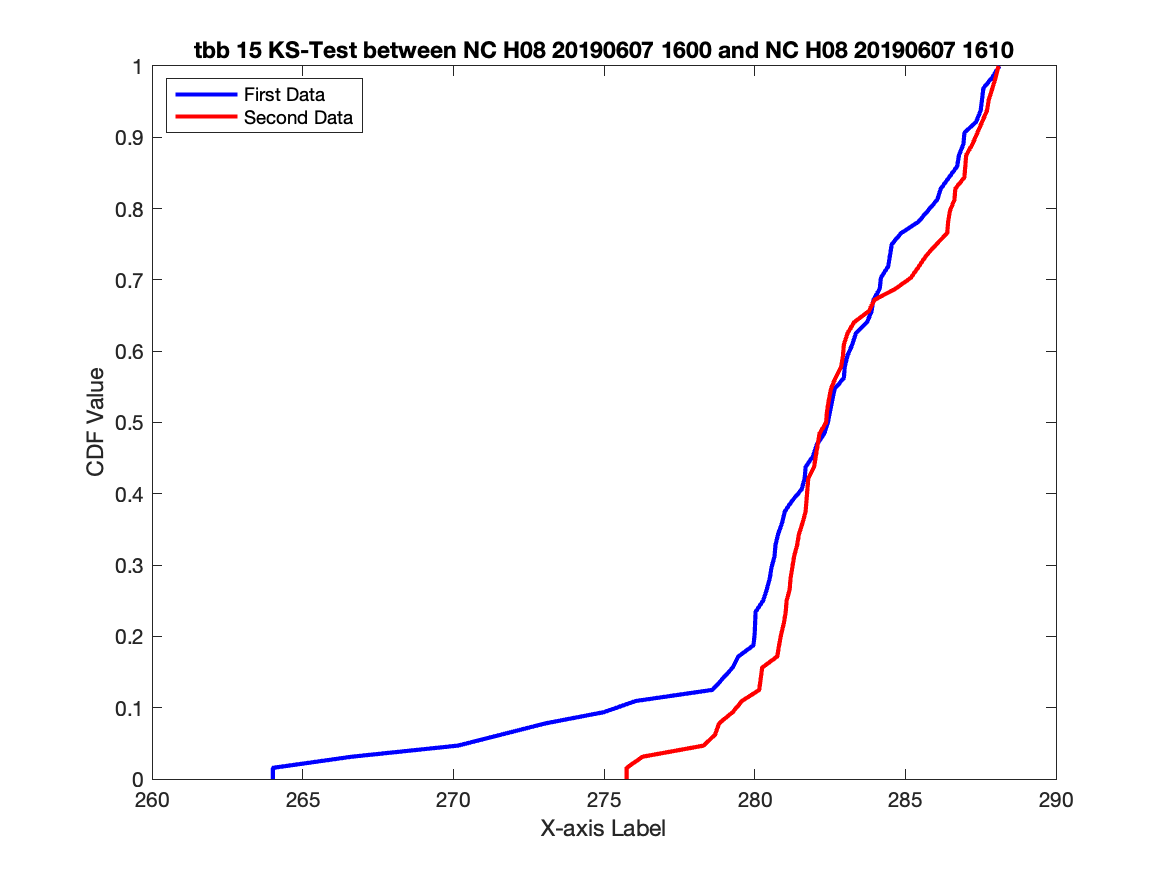 tbb 15 KS-Test between NC H08 20190607 1600 and NC H08 20190607 1610
First Data
Second Data
1
0.9
0.8
0.7
0.6
0.5
0.4
0.3
0.2
0.1
0
CDF Value
260 265 270 275 280 285 290
X-axis Label